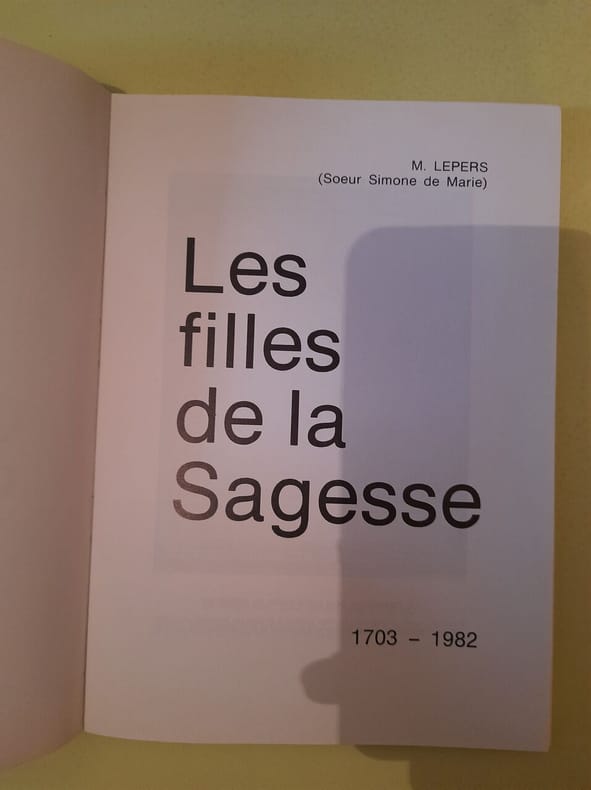 M. LEPERS
(Soeur Simone de Marie)
Les
filles
de la
Sagesse
1703 – 1982